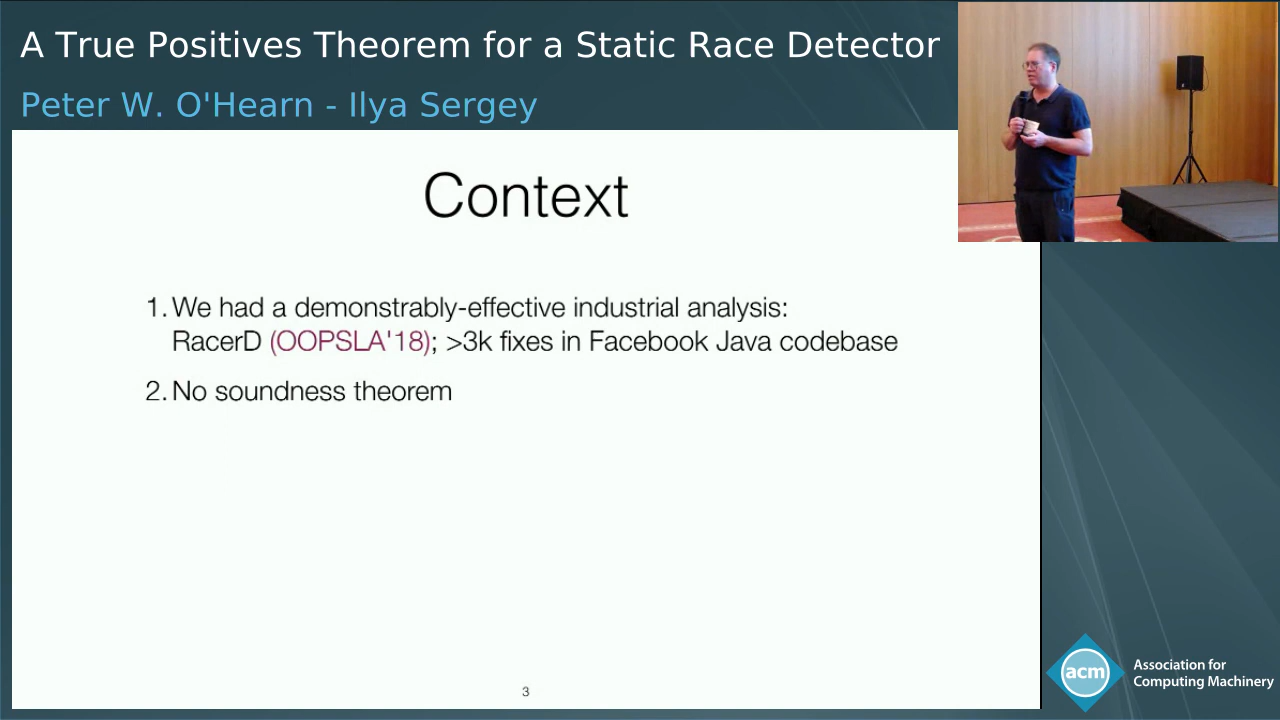 A True Positives Theorem for a Static Race Detector
Peter W. O'Hearn - Ilya Sergey
Context
1. We had a demonstrably-effective industrial analysis:
RacerD (OOPSLA'18); >3k fixes in Facebook Java codebase
2. No soundness theorem
3
acm
Association for
Computing Machinery